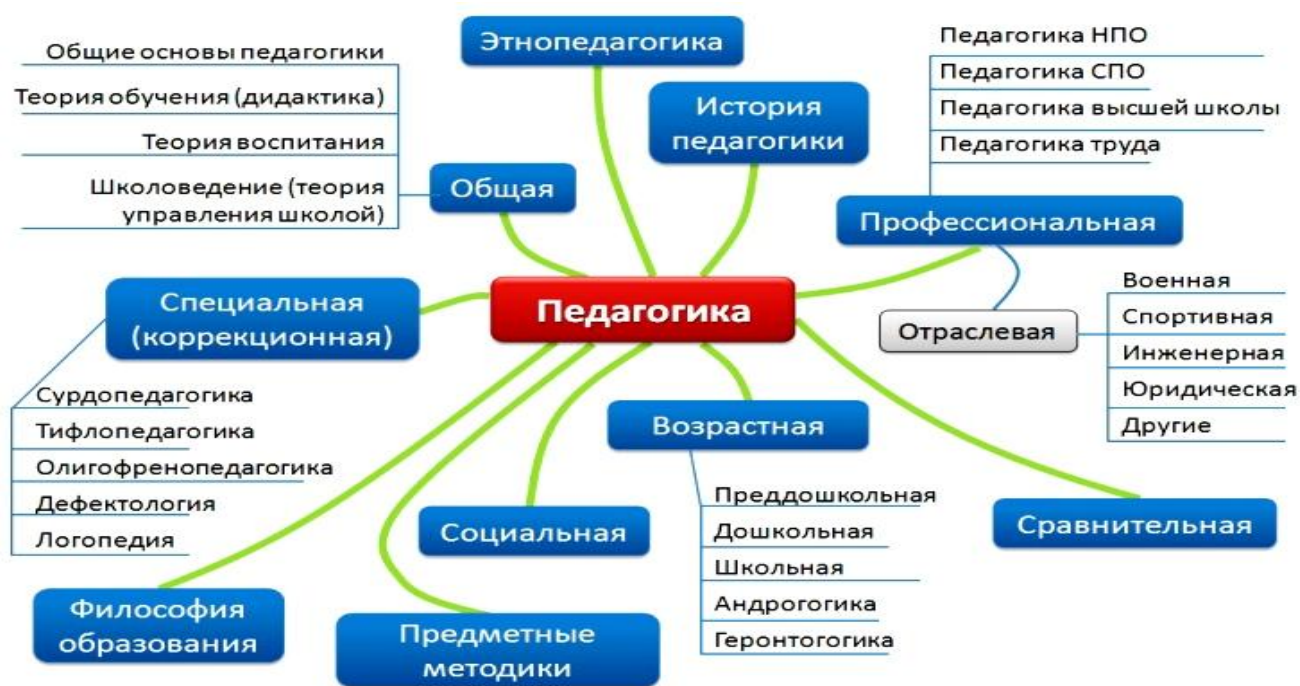 Этнопедагогика
История
педагогики
Общие основы педагогики
Теория обучения (дидактика)
Теория воспитания
Школоведение (теория
управления школой)
Общая
Педагогика НПО
Педагогика СПО
Педагогика высшей школы
Педагогика труда
Профессиональная
Педагогика
Специальная
(коррекционная)
Отраслевая
Военная
Спортивная
Инженерная
Юридическая
Другие
Сурдопедагогика
Тифлопедагогика
Олигофренопедагогика
Дефектология
Логопедия
Возрастная
Преддошкольная
Дошкольная
Школьная
Андрогогика
Геронтогогика
Социальная
Сравнительная
Философия
образования
Предметные
методики